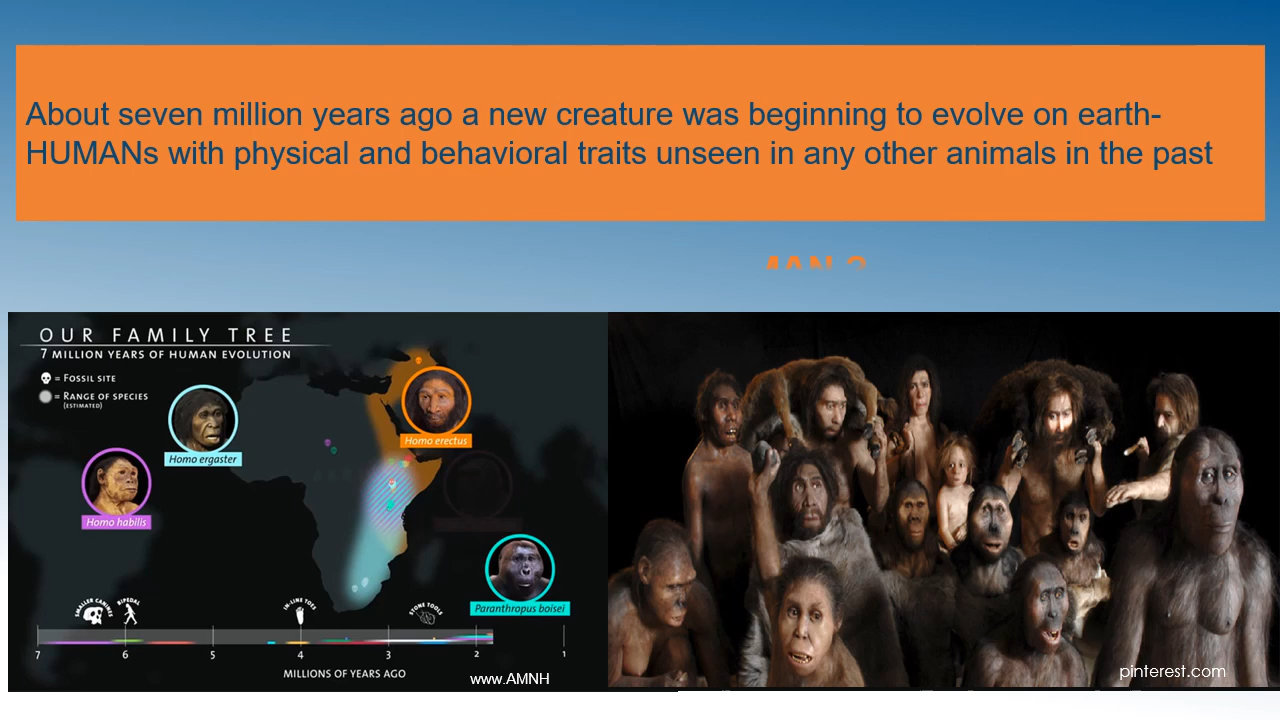 About seven million years ago a new creature was beginning to evolve on earth-
HUMANs with physical and behavioral traits unseen in any other animals in the past
OUR FAMILY TREE
7 MILLION YEARS OF HUMAN EVOLUTION
= FOSSIL SITE
= RANGE OF SPECIES
(ESTIMATED)
Homo erectus
Homo ergaster
Homo habilis
Paranthropus boisei
SMALLER CANINES
BIPEDAL
IN-LINE TOES
STONE TOOLS
7 6 5 4 3 2 1
MILLIONS OF YEARS AGO
www.AMNH
pinterest.com